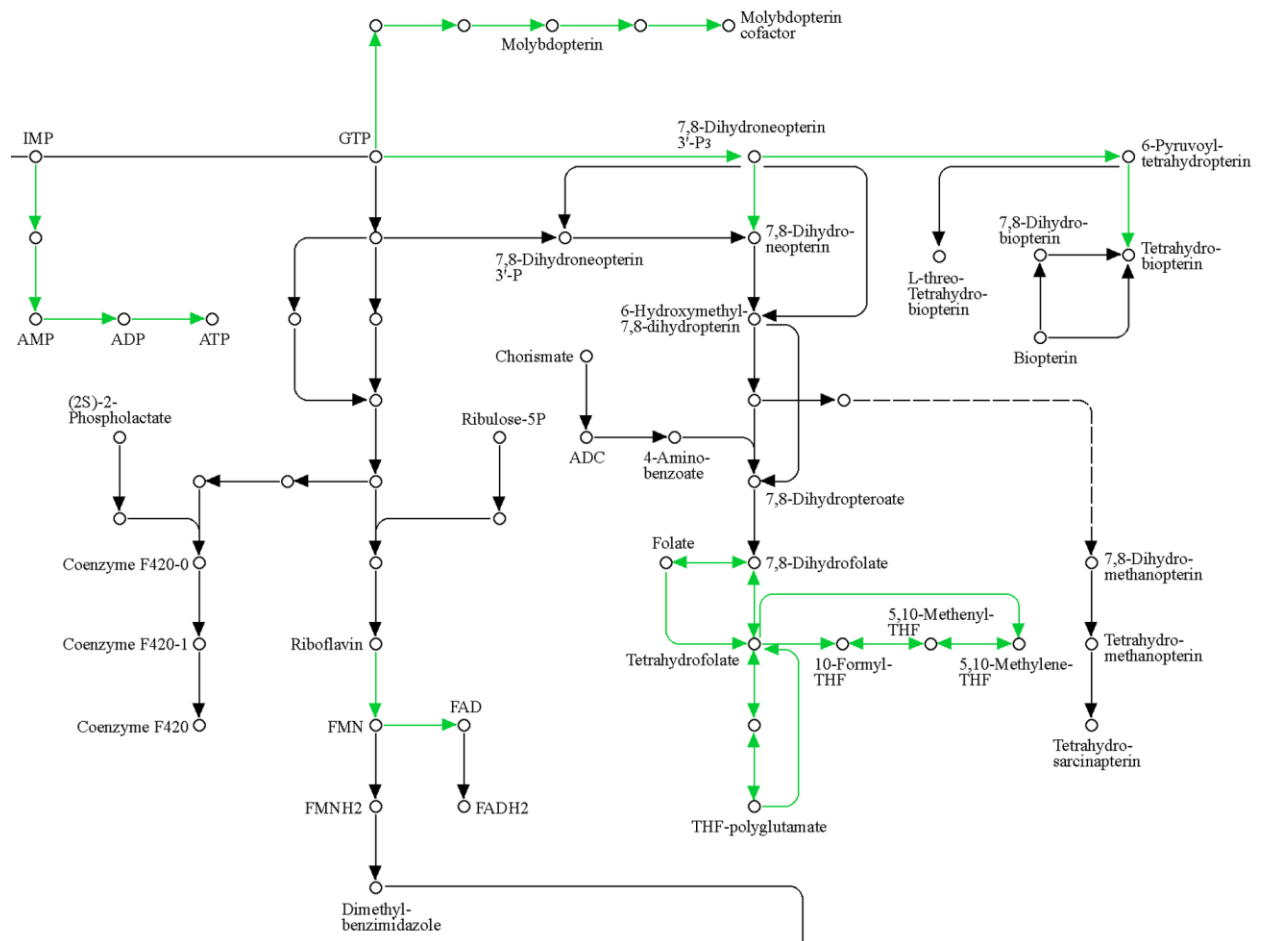 Molybdopterin
cofactor
Molybdopterin
IMP
GTP
7,8-Dihydroneopterin
3'-P3
6-Pyruvoyl-
tetrahydropterin
7,8-Dihydroneopterin
3'-P
7,8-Dihydro-
neopterin
7,8-Dihydro-
biopterin
Tetrahydro-
biopterin
L-threo-
Tetrahydro-
biopterin
Biopterin
AMP
ADP
ATP
6-Hydroxymethyl-
7,8-dihydropterin
Chorismate
(2S)-2-
Phospholactate
Ribulose-5P
ADC
4-Amino-
benzoate
7,8-Dihydropteroate
Coenzyme F420-0
Folate
7,8-Dihydrofolate
7,8-Dihydro-
methanopterin
Coenzyme F420-1
Riboflavin
Tetrahydrofolate
10-Formyl-
THF
5,10-Methenyl-
THF
5,10-Methylene-
THF
Tetrahydro-
methanopterin
Coenzyme F420
FMN
FAD
Tetrahydro-
sarcinapterin
FMNH2
FADH2
THF-polyglutamate
Dimethyl-
benzimidazole